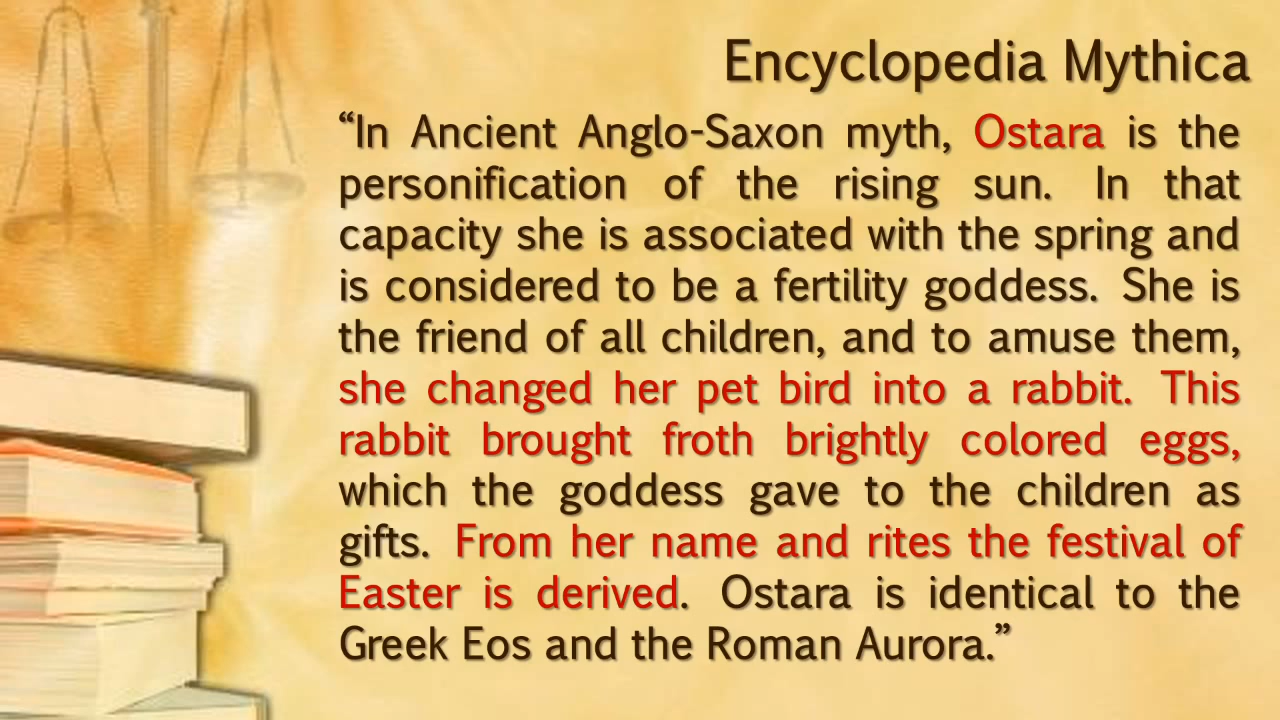 Encyclopedia Mythica
“In Ancient Anglo-Saxon myth, Ostara is the
personification of the rising sun. In that
capacity she is associated with the spring and
is considered to be a fertility goddess. She is
the friend of all children, and to amuse them,
she changed her pet bird into a rabbit. This
rabbit brought froth brightly colored eggs,
which the goddess gave to the children as
gifts. From her name and rites the festival of
Easter is derived. Ostara is identical to the
Greek Eos and the Roman Aurora.”